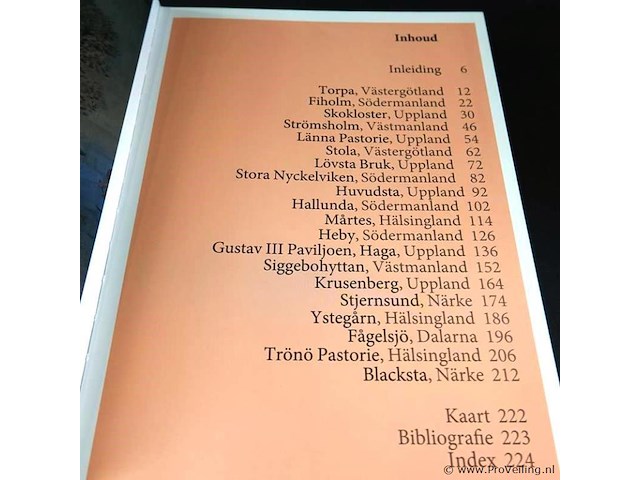 Inhoud
Inleiding 6
Torpa, Västergötland 12
Fiholm, Södermanland 22
Skokloster, Uppland 30
Strömsholm, Västmanland 46
Länna Pastorie, Uppland 54
Stola, Västergötland 62
Lövsta Bruk, Uppland 72
Stora Nyckelviken, Södermanland 82
Huvudsta, Uppland 92
Hallunda, Södermanland 102
Mårtes, Hälsingland 114
Heby, Södermanland 126
Gustav III Paviljoen, Haga, Uppland 136
Siggebohyttan, Västmanland 152
Krusenberg, Uppland 164
Stjernsund, Närke 174
Ystegårn, Hälsingland 186
Fågelsjö, Dalarna 196
Trönö Pastorie, Hälsingland 206
Blacksta, Närke 212
Kaart 222
Bibliografie 223
Index 224
© www.ProVeiling.nl